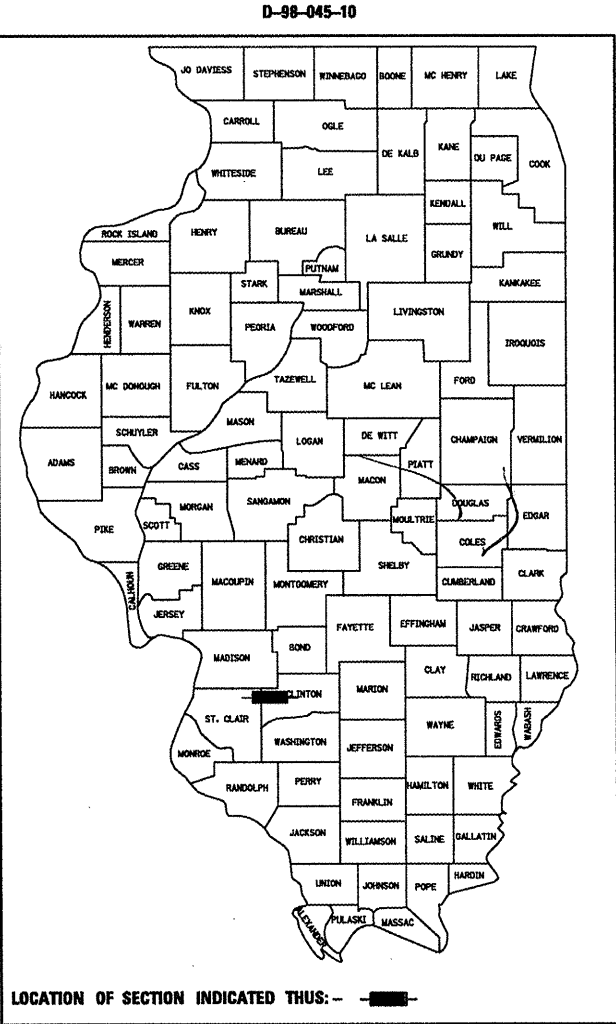 D-98-045-10
JO DAVIESS STEPHENSON WINNEBAGO BOONE MC HENRY LAKE
CARROLL OGLE
DE KALB KANE DU PAGE COOK
WHITESIDE LEE
KENDALL
ROCK ISLAND HENRY BUREAU LA SALLE WILL
MERCER PUTNAM GRUNDY
STARK MARSHALL KANKAKEE
HENDERSON WARREN KNOX PEORIA WOODFORD LIVINGSTON
IROQUOIS
HANCOCK MC DONOUGH FULTON TAZEWELL MC LEAN FORD
MASON
SCHUYLER LOGAN DE WITT CHAMPAIGN VERMILION
ADAMS BROWN CASS MENARD PIATT
MACON
PIKE SCOTT MORGAN SANGAMON MOULTRIE DOUGLAS EDGAR
CHRISTIAN COLES
GREENE SHELBY
CALHOUN MACOUPIN MONTGOMERY CUMBERLAND CLARK
JERSEY
FAYETTE EFFINGHAM JASPER CRAWFORD
MADISON BOND
CLAY RICHLAND LAWRENCE
CLINTON MARION
ST. CLAIR WAYNE EDWARDS WABASH
MONROE WASHINGTON JEFFERSON
RANDOLPH PERRY HAMILTON WHITE
FRANKLIN
JACKSON WILLIAMSON SALINE GALLATIN
UNION JOHNSON POPE HARDIN
ALEXANDER PULASKI MASSAC
LOCATION OF SECTION INDICATED THUS:-